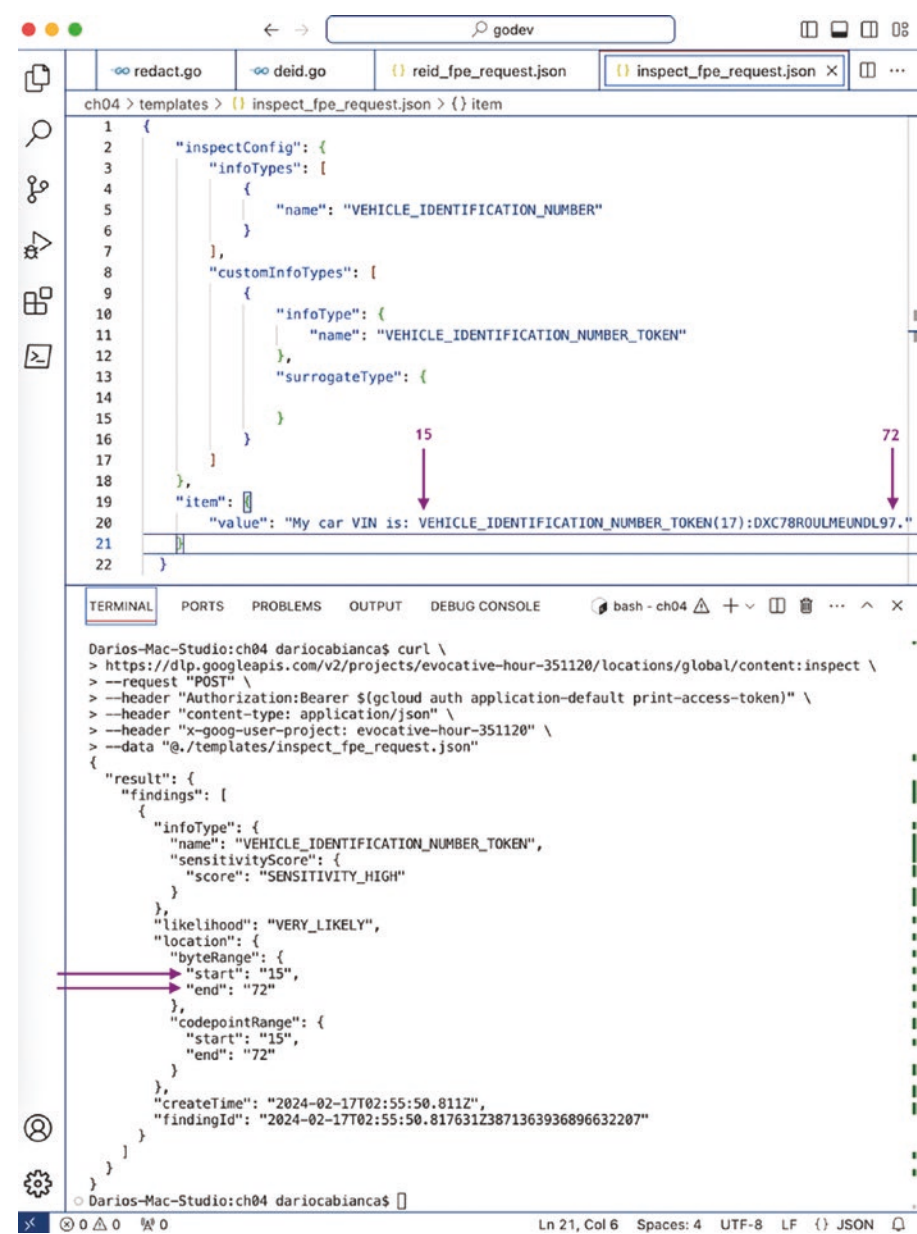 godev
redact.go
deid.go
{} reid_fpe_request.json
{} inspect_fpe_request.json ×
ch04 > templates > {} inspect_fpe_request.json > {} item
1 {
2 "inspectConfig": {
3 "infoTypes": [
4 {
5 "name": "VEHICLE_IDENTIFICATION_NUMBER"
6 }
7 ],
8 "customInfoTypes": [
9 {
10 "infoType": {
11 "name": "VEHICLE_IDENTIFICATION_NUMBER_TOKEN"
12 },
13 "surrogateType": {
14
15 }
16 }
17 ]
18 },
15
72
19 "item": {
20 "value": "My car VIN is: VEHICLE_IDENTIFICATION_NUMBER_TOKEN(17):DXC78ROULMEUNDL97."
21 }
22 }
TERMINAL PORTS PROBLEMS OUTPUT DEBUG CONSOLE bash - ch04
Darios-Mac-Studio:ch04 dariocabianca$ curl \
> https://dlp.googleapis.com/v2/projects/evocative-hour-351120/locations/global/content:inspect \
> --request "POST" \
> --header "Authorization:Bearer $(gcloud auth application-default print-access-token)" \
> --header "content-type: application/json" \
> --header "x-goog-user-project: evocative-hour-351120" \
> --data "@./templates/inspect_fpe_request.json"
{
"result": {
"findings": [
{
"infoType": {
"name": "VEHICLE_IDENTIFICATION_NUMBER_TOKEN",
"sensitivityScore": {
"score": "SENSITIVITY_HIGH"
}
},
"likelihood": "VERY_LIKELY",
"location": {
"byteRange": {
"start": "15",
"end": "72"
},
"codepointRange": {
"start": "15",
"end": "72"
}
},
"createTime": "2024-02-17T02:55:50.811Z",
"findingId": "2024-02-17T02:55:50.817631Z3871363936896632207"
}
]
}
}
Darios-Mac-Studio:ch04 dariocabianca$
0 0 0 Ln 21, Col 6 Spaces: 4 UTF-8 LF {} JSON